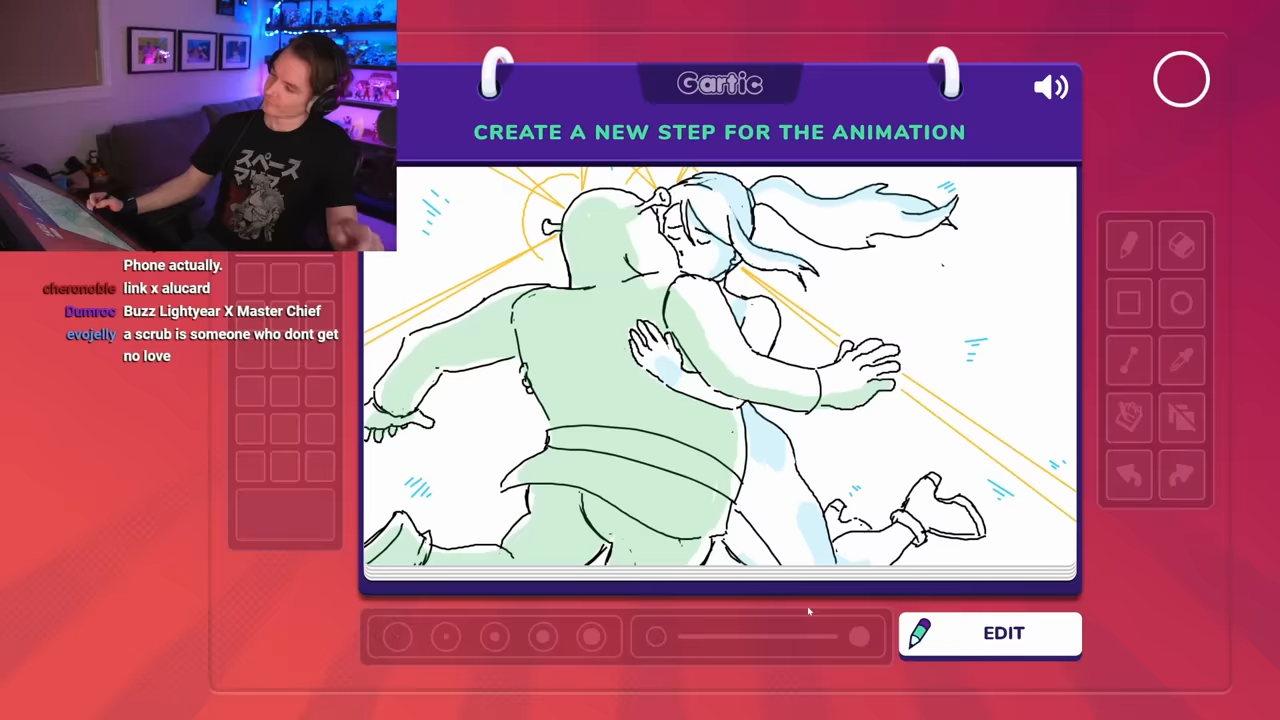 Gartic
CREATE A NEW STEP FOR THE ANIMATION
スペース
Phone actually.
cheronoble link x alucard
Dumroc Buzz Lightyear X Master Chief
evojelly a scrub is someone who dont get
no love
EDIT